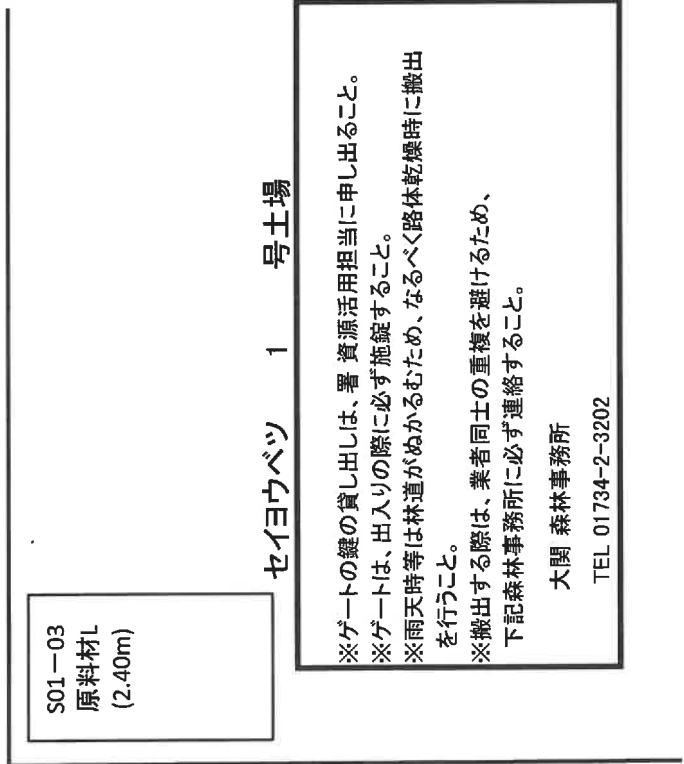 S01－03
原料材L
(2.40m)
セイヨウベツ　1　号土場
※ゲートの鍵の貸し出しは、署 資源活用担当に申し出ること。
※ゲートは、出入りの際に必ず施錠すること。
※雨天時等は林道がぬかるむため、なるべく路体乾燥時に搬出
を行うこと。
※搬出する際は、業者同士の重複を避けるため、
下記森林事務所に必ず連絡すること。
大関 森林事務所
TEL 01734-2-3202